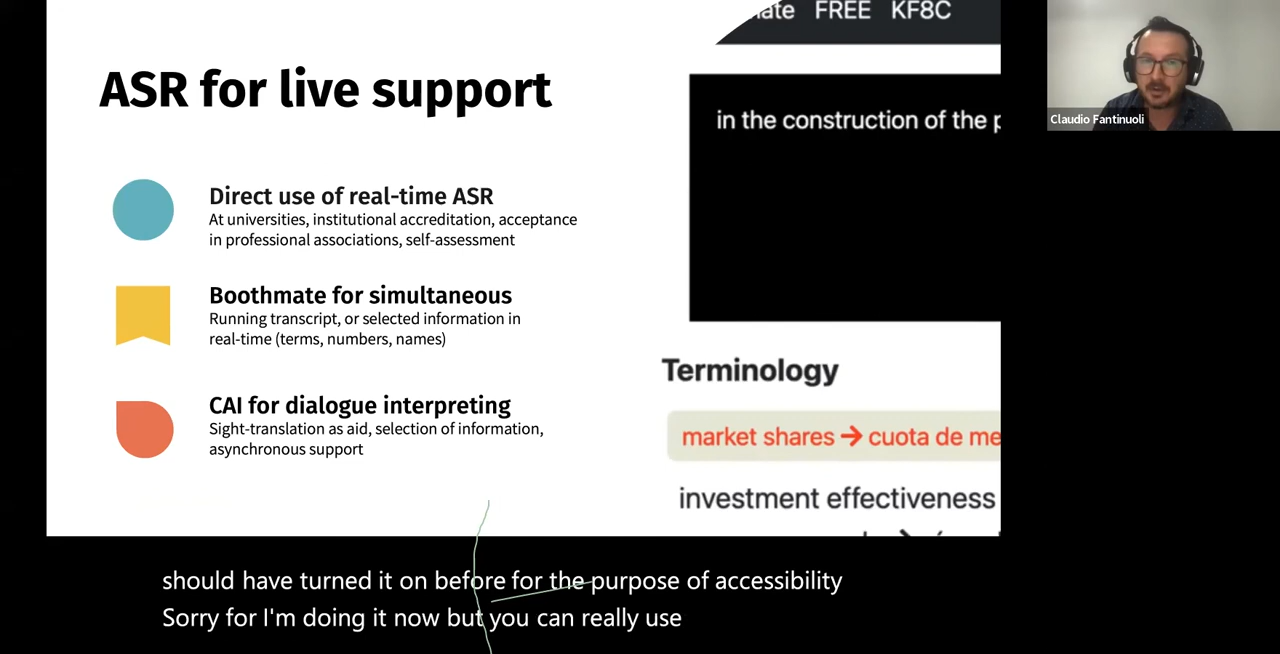 FREE KF8C
ASR for live support
in the construction of the
Direct use of real-time ASR
At universities, institutional accreditation, acceptance
in professional associations, self-assessment
Boothmate for simultaneous
Running transcript, or selected information in
real-time (terms, numbers, names)
CAI for dialogue interpreting
Sight-translation as aid, selection of information,
asynchronous support
Terminology
market shares → cuota de me
investment effectiveness
Claudio Fantinuoli
should have turned it on before for the purpose of accessibility
Sorry for I'm doing it now but you can really use